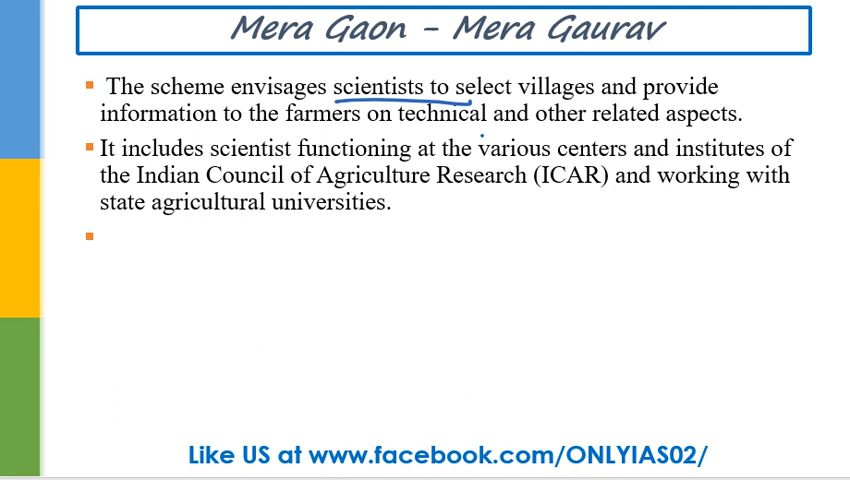 Mera Gaon - Mera Gaurav
The scheme envisages scientists to select villages and provide
information to the farmers on technical and other related aspects.
It includes scientist functioning at the various centers and institutes of
the Indian Council of Agriculture Research (ICAR) and working with
state agricultural universities.
Like US at www.facebook.com/ONLYIAS02/